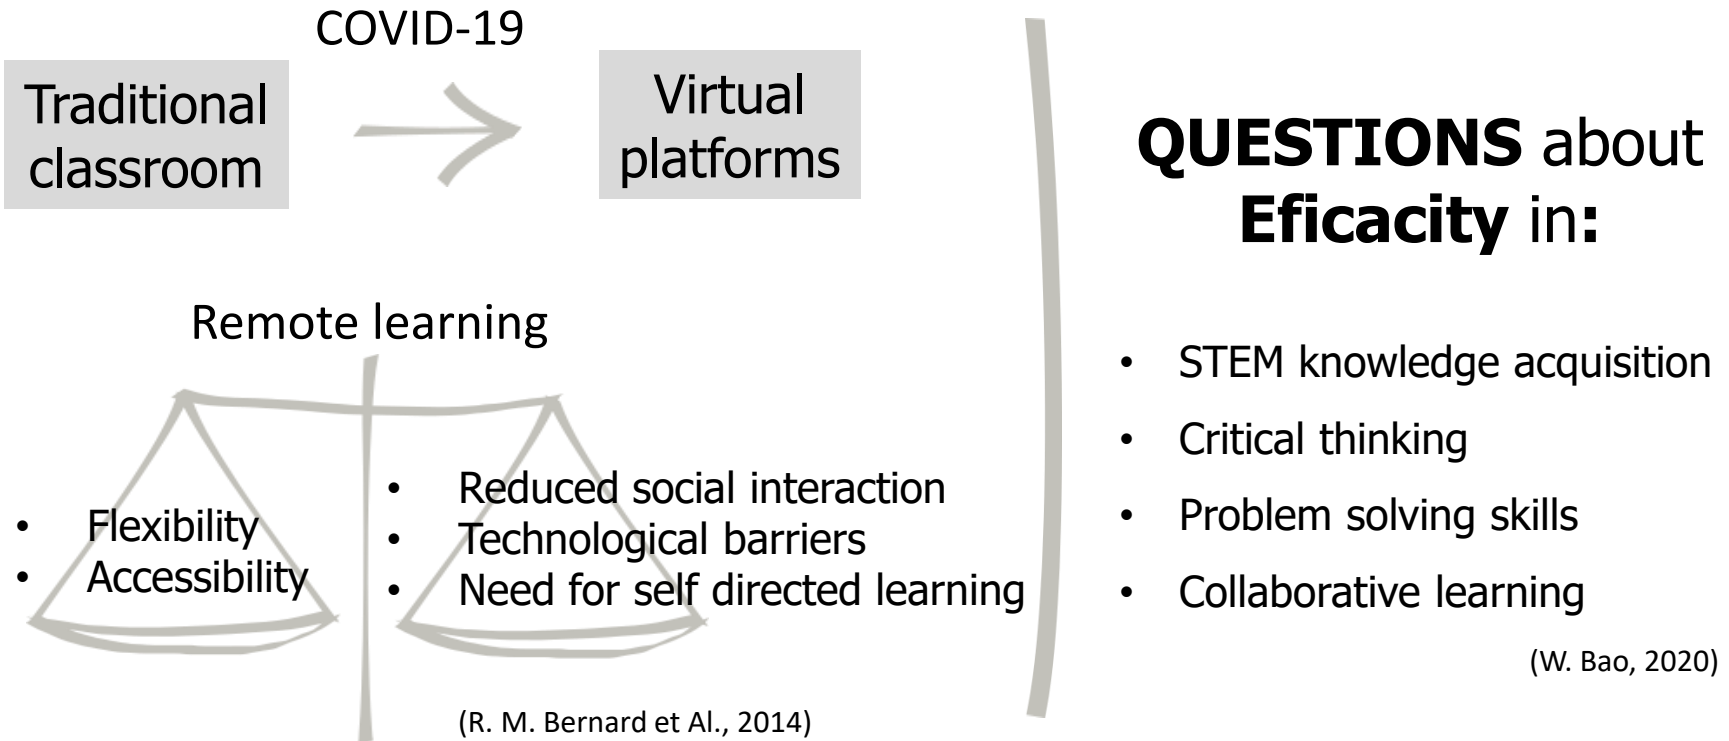 COVID-19
Traditional
classroom
Virtual
platforms
Remote learning
• Flexibility
• Accessibility
• Reduced social interaction
• Technological barriers
• Need for self directed learning
(R. M. Bernard et Al., 2014)
QUESTIONS about
Eficacity in:
• STEM knowledge acquisition
• Critical thinking
• Problem solving skills
• Collaborative learning
(W. Bao, 2020)